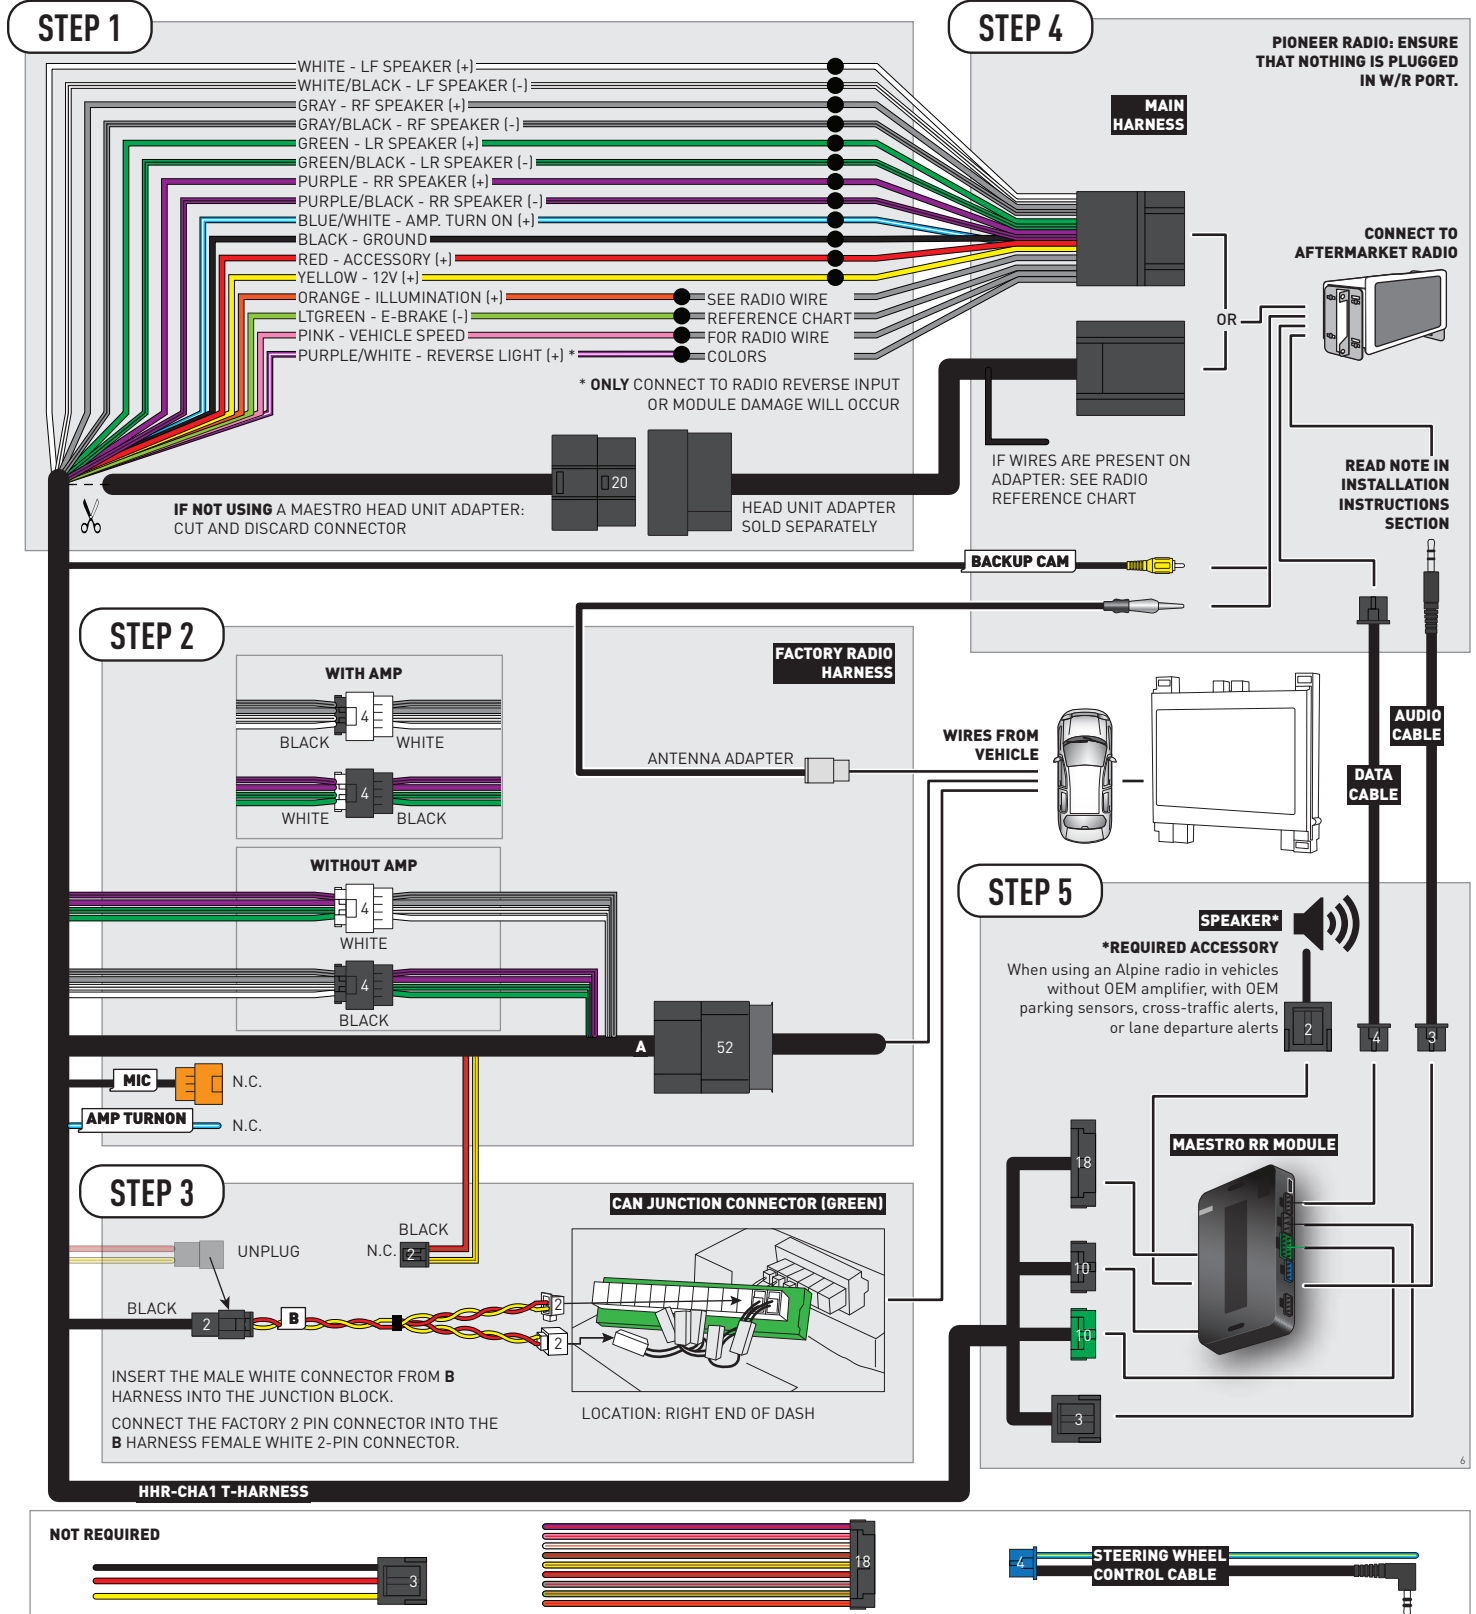 STEP 1
WHITE - LF SPEAKER (+)
WHITE/BLACK - LF SPEAKER (-)
GRAY - RF SPEAKER (+)
GRAY/BLACK - RF SPEAKER (-)
GREEN - LR SPEAKER (+)
GREEN/BLACK - LR SPEAKER (-)
PURPLE - RR SPEAKER (+)
PURPLE/BLACK - RR SPEAKER (-)
BLUE/WHITE - AMP. TURN ON (+)
BLACK - GROUND
RED - ACCESSORY (+)
YELLOW - 12V (+)
ORANGE - ILLUMINATION (+)
LTGREEN - E-BRAKE (-)
PINK - VEHICLE SPEED
PURPLE/WHITE - REVERSE LIGHT (+) *
SEE RADIO WIRE
REFERENCE CHART
FOR RADIO WIRE
COLORS
* ONLY CONNECT TO RADIO REVERSE INPUT
OR MODULE DAMAGE WILL OCCUR
20
IF NOT USING A MAESTRO HEAD UNIT ADAPTER:
CUT AND DISCARD CONNECTOR
HEAD UNIT ADAPTER
SOLD SEPARATELY
STEP 4
PIONEER RADIO: ENSURE
THAT NOTHING IS PLUGGED
IN W/R PORT.
MAIN
HARNESS
CONNECT TO
AFTERMARKET RADIO
OR
IF WIRES ARE PRESENT ON
ADAPTER: SEE RADIO
REFERENCE CHART
READ NOTE IN
INSTALLATION
INSTRUCTIONS
SECTION
BACKUP CAM
STEP 2
WITH AMP
4
BLACK
WHITE
4
WHITE
BLACK
WITHOUT AMP
4
WHITE
4
BLACK
FACTORY RADIO
HARNESS
ANTENNA ADAPTER
WIRES FROM
VEHICLE
AUDIO
CABLE
DATA
CABLE
A
52
MIC
N.C.
AMP TURNON
N.C.
STEP 3
UNPLUG
BLACK
N.C.
2
BLACK
2
B
2
2
CAN JUNCTION CONNECTOR (GREEN)
LOCATION: RIGHT END OF DASH
INSERT THE MALE WHITE CONNECTOR FROM B
HARNESS INTO THE JUNCTION BLOCK.
CONNECT THE FACTORY 2 PIN CONNECTOR INTO THE
B HARNESS FEMALE WHITE 2-PIN CONNECTOR.
STEP 5
SPEAKER*
*REQUIRED ACCESSORY
When using an Alpine radio in vehicles
without OEM amplifier, with OEM
parking sensors, cross-traffic alerts,
or lane departure alerts
2
4
3
MAESTRO RR MODULE
18
10
10
3
6
HHR-CHA1 T-HARNESS
NOT REQUIRED
3
18
4
STEERING WHEEL
CONTROL CABLE